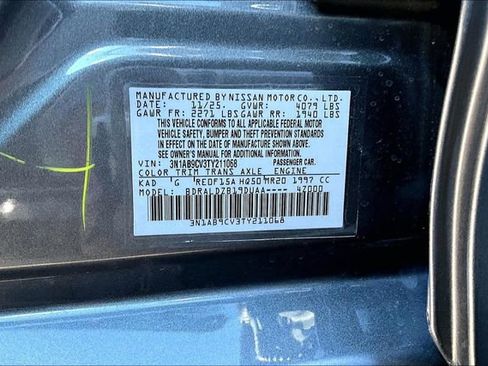 MANUFACTURED BY NISSAN MOTOR CO., LTD.
DATE: 11/25. GVWR: 4079 LBS
GAWR FR: 2271 LBS GAWR RR: 1940 LBS
THIS VEHICLE CONFORMS TO ALL APPLICABLE FEDERAL MOTOR
VEHICLE SAFETY, BUMPER AND THEFT PREVENTION STANDARDS
IN EFFECT ON THE DATE OF MANUFACTURE SHOWN ABOVE.
SEE OWNER'S MANUAL FOR ADDITIONAL INFORMATION.
VIN: 3N1AB9CV3TY211068 PASSENGER CAR.
COLOR TRIM TRANS AXLE ENGINE
KAD G RE0F15A HQ50 MR20 1997 CC
MODEL: BDRALDZB19DUAA---- 4Z000
3N1AB9CV3TY211068